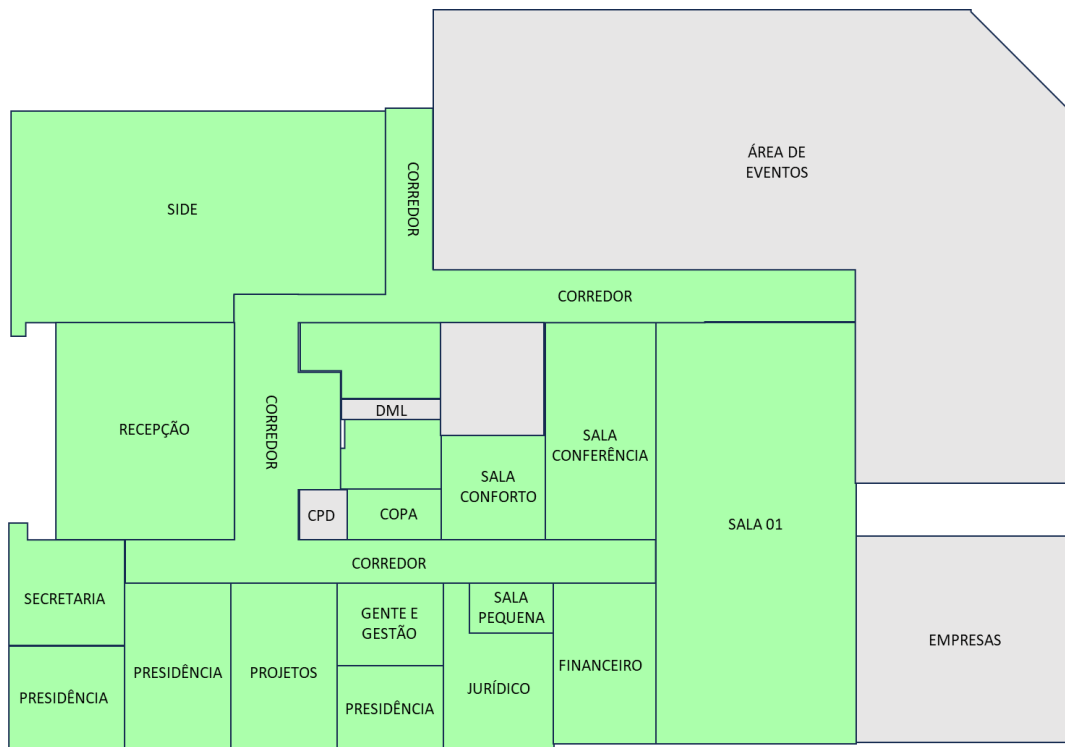 ÁREA DE
EVENTOS
CORREDOR
SIDE
CORREDOR
RECEPÇÃO
CORREDOR
DML
SALA
CONFERÊNCIA
SALA
CONFORTO
CPD
COPA
SALA 01
CORREDOR
SECRETARIA
GENTE E
GESTÃO
SALA
PEQUENA
EMPRESAS
PRESIDÊNCIA
PRESIDÊNCIA
PROJETOS
PRESIDÊNCIA
JURÍDICO
FINANCEIRO